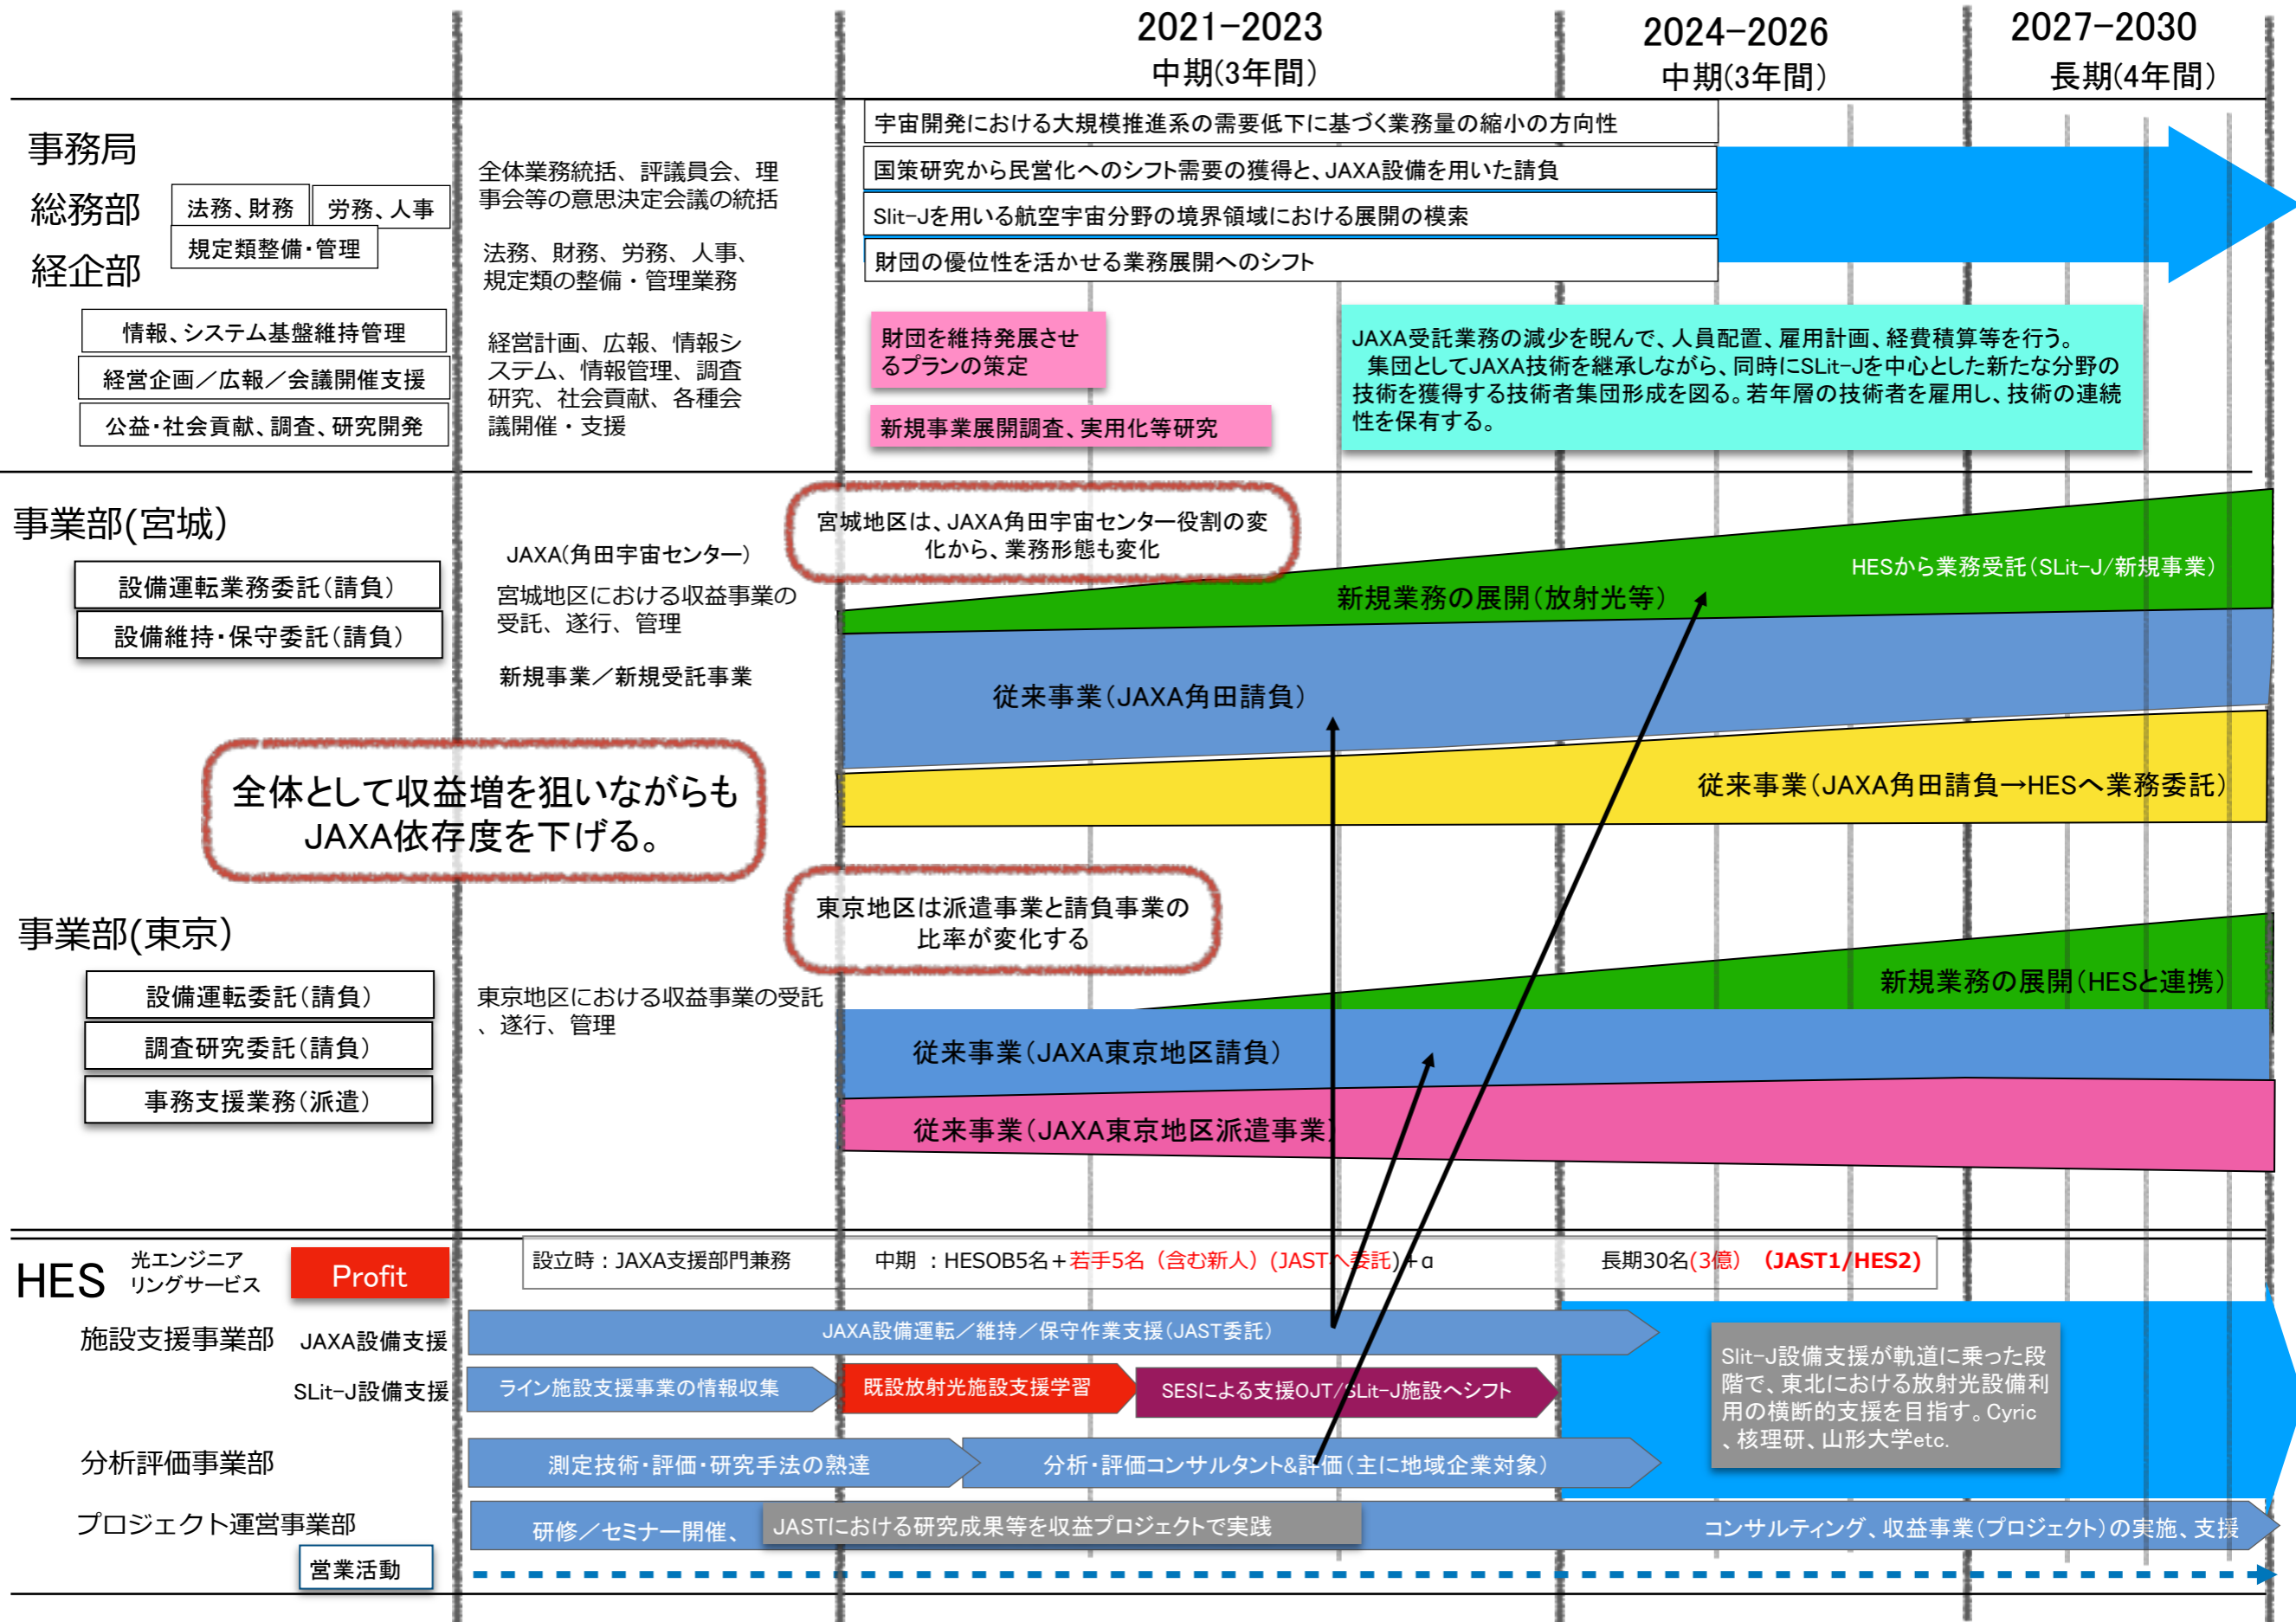 2021-2023
中期(3年間)
2024-2026
中期(3年間)
2027-2030
長期(4年間)
事務局
総務部
経企部
法務、財務
労務、人事
規定類整備・管理
情報、システム基盤維持管理
経営企画／広報／会議開催支援
公益・社会貢献、調査、研究開発
全体業務統括、評議員会、理
事会等の意思決定会議の統括
法務、財務、労務、人事、
規定類の整備・管理業務
経営計画、広報、情報シ
ステム、情報管理、調査
研究、社会貢献、各種会
議開催・支援
宇宙開発における大規模推進系の需要低下に基づく業務量の縮小の方向性
国策研究から民営化へのシフト需要の獲得と、JAXA設備を用いた請負
Slit-Jを用いる航空宇宙分野の境界領域における展開の模索
財団の優位性を活かせる業務展開へのシフト
財団を維持発展させ
るプランの策定
新規事業展開調査、実用化等研究
JAXA受託業務の減少を睨んで、人員配置、雇用計画、経費積算等を行う。
集団としてJAXA技術を継承しながら、同時にSLit-Jを中心とした新たな分野の
技術を獲得する技術者集団形成を図る。若年層の技術者を雇用し、技術の連続
性を保有する。
事業部(宮城)
設備運転業務委託(請負)
設備維持・保守委託(請負)
JAXA(角田宇宙センター)
宮城地区における収益事業の
受託、遂行、管理
新規事業／新規受託事業
宮城地区は、JAXA角田宇宙センター役割の変
化から、業務形態も変化
HESから業務受託(SLit-J/新規事業)
新規業務の展開(放射光等)
従来事業(JAXA角田請負)
従来事業(JAXA角田請負→HESへ業務委託)
全体として収益増を狙いながらも
JAXA依存度を下げる。
東京地区は派遣事業と請負事業の
比率が変化する
事業部(東京)
設備運転委託(請負)
調査研究委託(請負)
事務支援業務(派遣)
東京地区における収益事業の受託
、遂行、管理
新規業務の展開(HESと連携)
従来事業(JAXA東京地区請負)
従来事業(JAXA東京地区派遣事業)
HES
光エンジニア
リングサービス
Profit
設立時：JAXA支援部門兼務
中期 ：HESOB5名＋若手5名（含む新人）(JASTへ委託)＋α
長期30名(3億) (JAST1/HES2)
施設支援事業部
JAXA設備支援
JAXA設備運転／維持／保守作業支援(JAST委託)
SLit-J設備支援
ライン施設支援事業の情報収集
既設放射光施設支援学習
SESによる支援OJT/SLit-J施設へシフト
Slit-J設備支援が軌道に乗った段
階で、東北における放射光設備利
用の横断的支援を目指す。Cyric
、核理研、山形大学etc.
分析評価事業部
測定技術・評価・研究手法の熟達
分析・評価コンサルタント&評価(主に地域企業対象)
プロジェクト運営事業部
研修／セミナー開催、
JASTにおける研究成果等を収益プロジェクトで実践
コンサルティング、収益事業(プロジェクト)の実施、支援
営業活動